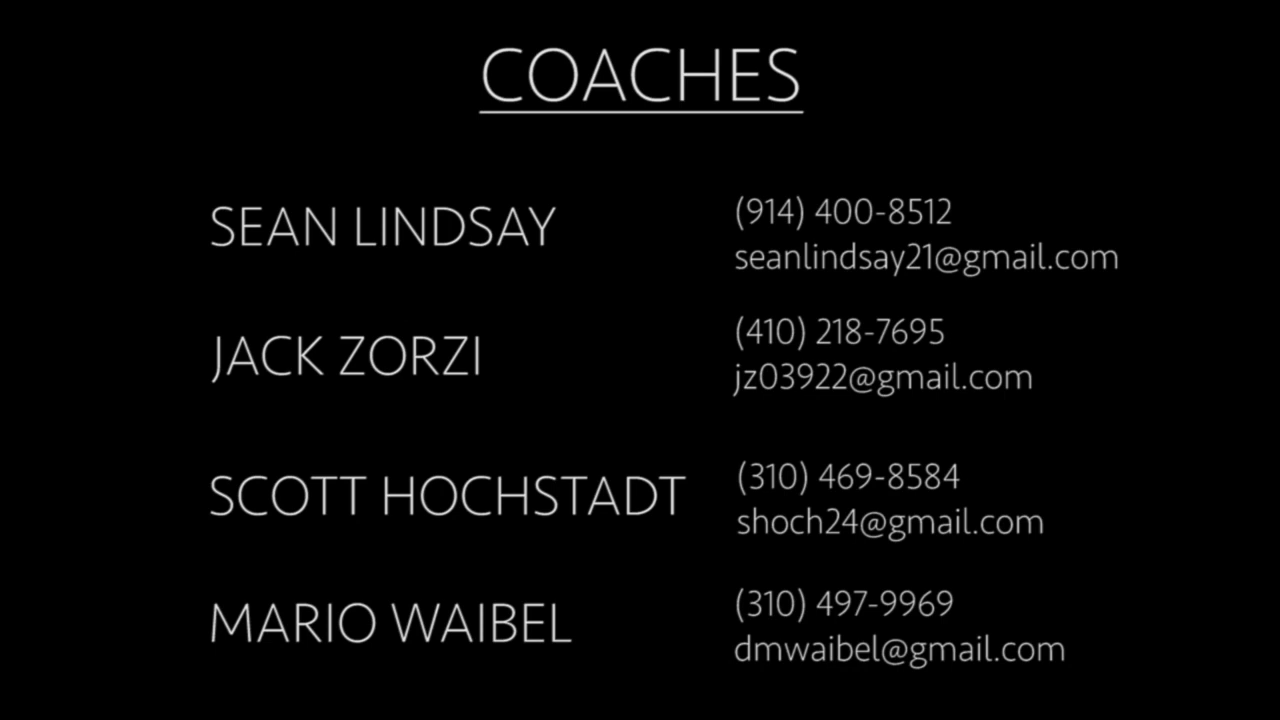 COACHES
SEAN LINDSAY
(914) 400-8512
seanlindsay21@gmail.com
JACK ZORZI
(410) 218-7695
jz03922@gmail.com
SCOTT HOCHSTADT
(310) 469-8584
shoch24@gmail.com
MARIO WAIBEL
(310) 497-9969
dmwaibel@gmail.com